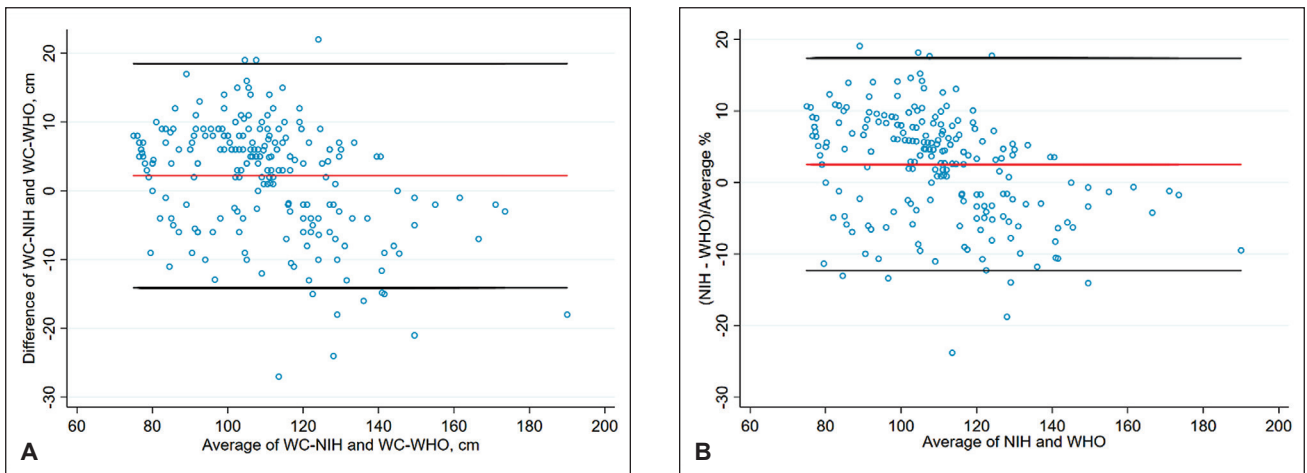 20
10
0
-10
-20
-30
Difference of WC-NIH and WC-WHO, cm
60 80 100 120 140 160 180 200
Average of WC-NIH and WC-WHO, cm
A
20
10
0
-10
-20
-30
(NIH - WHO)/Average %
60 80 100 120 140 160 180 200
Average of NIH and WHO
B